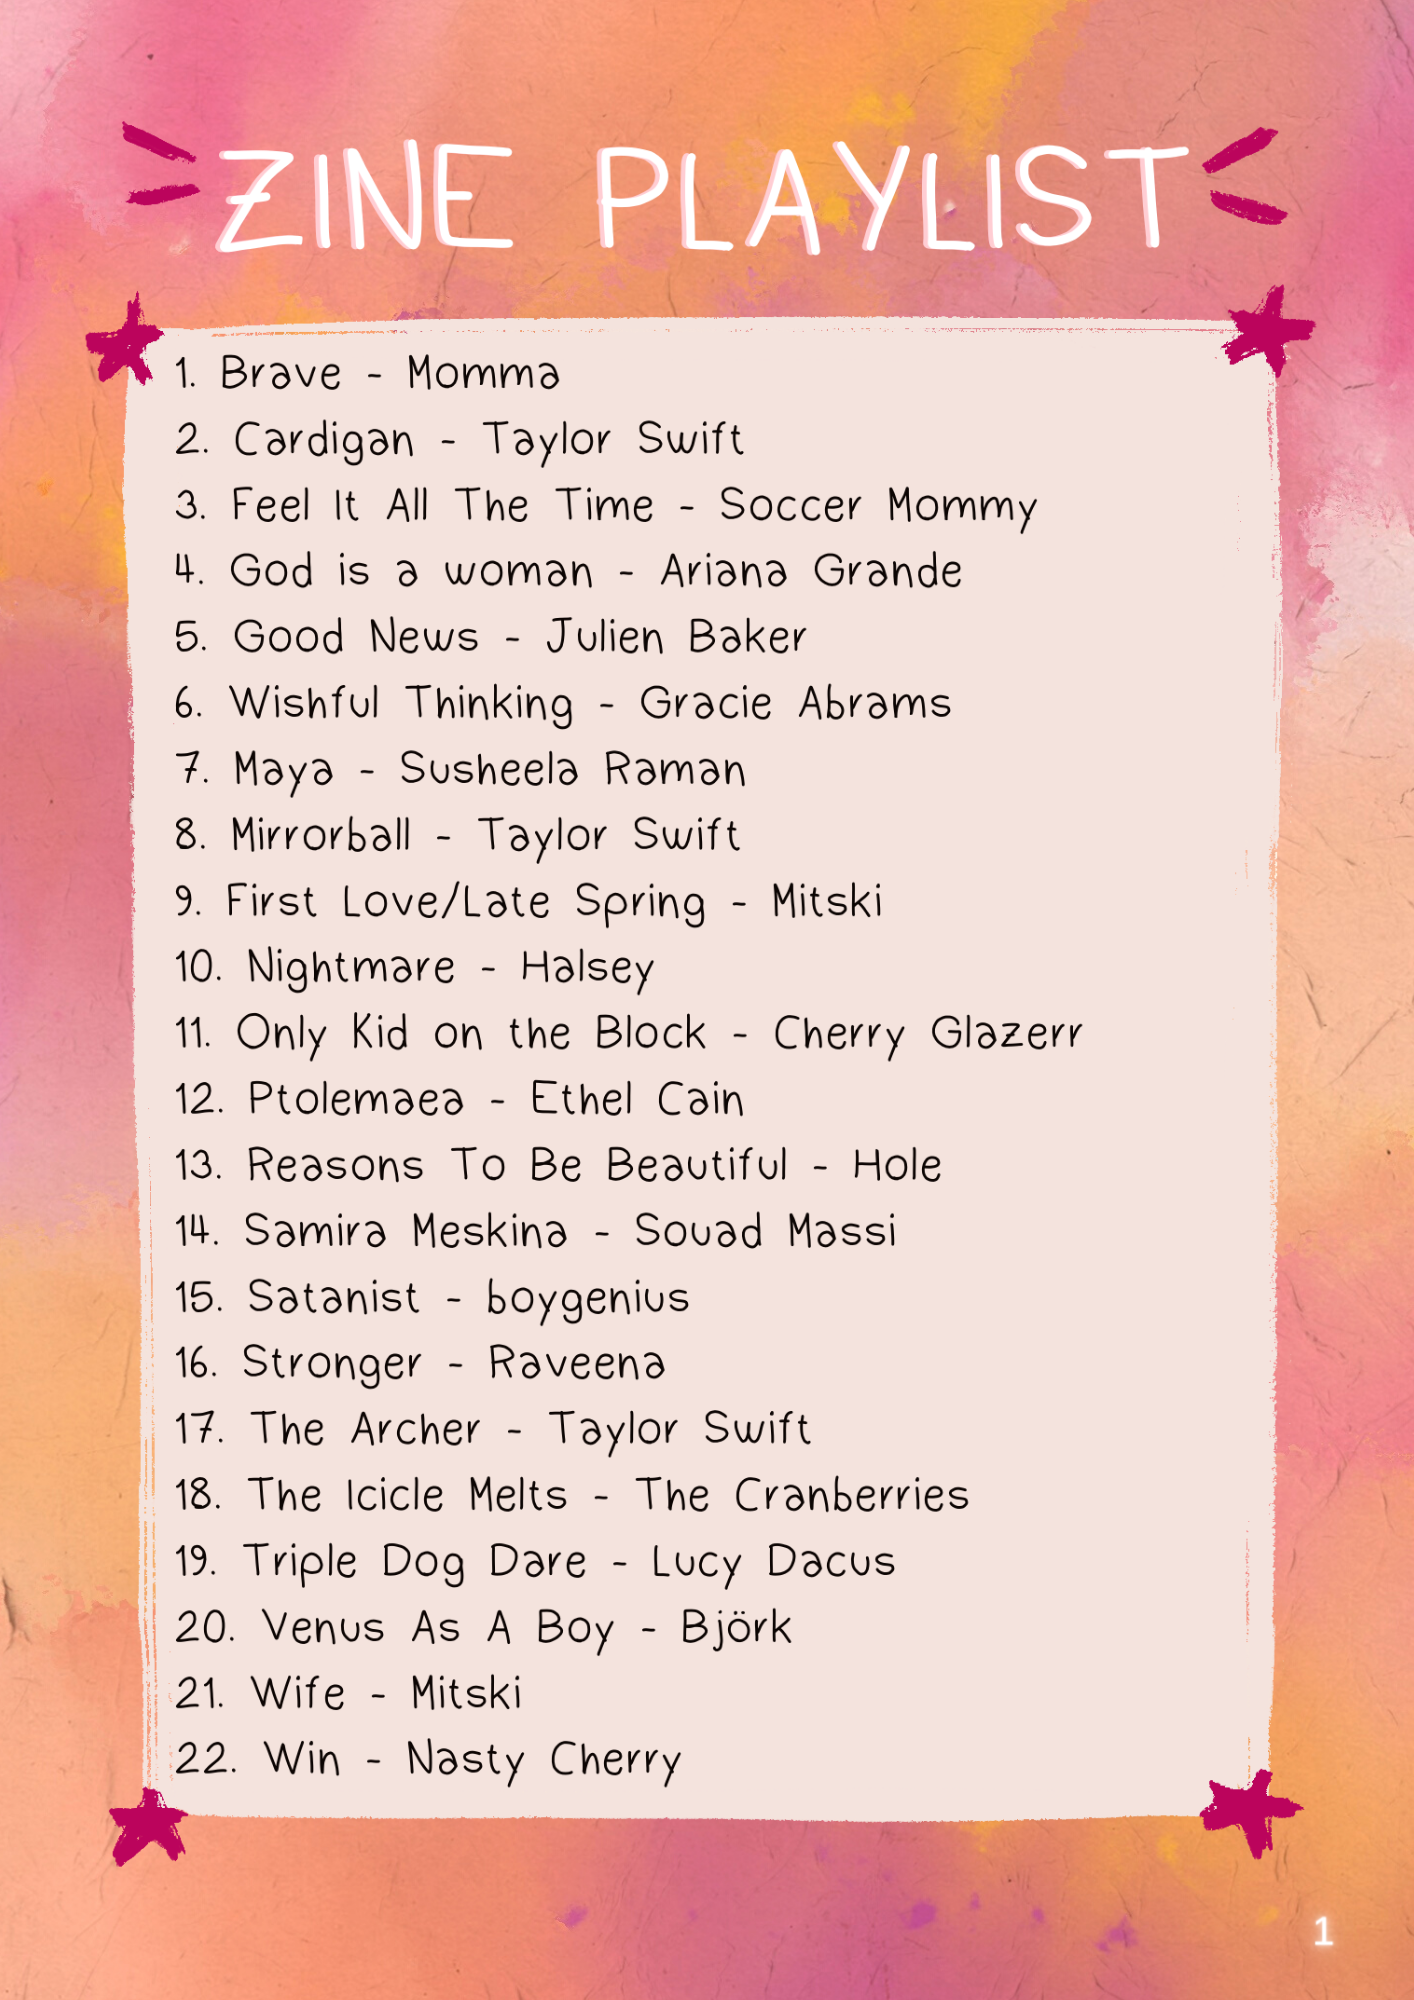 ZINE PLAYLIST
1. Brave - Momma
2. Cardigan - Taylor Swift
3. Feel It All The Time - Soccer Mommy
4. God is a woman - Ariana Grande
5. Good News - Julien Baker
6. Wishful Thinking - Gracie Abrams
7. Maya - Susheela Raman
8. Mirrorball - Taylor Swift
9. First Love/Late Spring - Mitski
10. Nightmare - Halsey
11. Only Kid on the Block - Cherry Glazerr
12. Ptolemaea - Ethel Cain
13. Reasons To Be Beautiful - Hole
14. Samira Meskina - Souad Massi
15. Satanist - boygenius
16. Stronger - Raveena
17. The Archer - Taylor Swift
18. The Icicle Melts - The Cranberries
19. Triple Dog Dare - Lucy Dacus
20. Venus As A Boy - Björk
21. Wife - Mitski
22. Win - Nasty Cherry
1